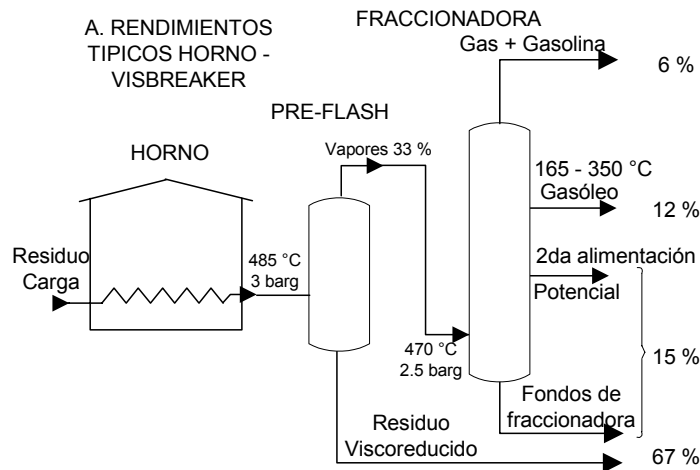 A. RENDIMIENTOS
TIPICOS HORNO -
VISBREAKER
FRACCIONADORA
Gas + Gasolina
6 %
PRE-FLASH
Vapores 33 %
HORNO
165 - 350 °C
Gasóleo
12 %
Residuo
Carga
485 °C
3 barg
2da alimentación
Potencial
470 °C
2.5 barg
15 %
Fondos de
fraccionadora
Residuo
Viscoreducido
67 %